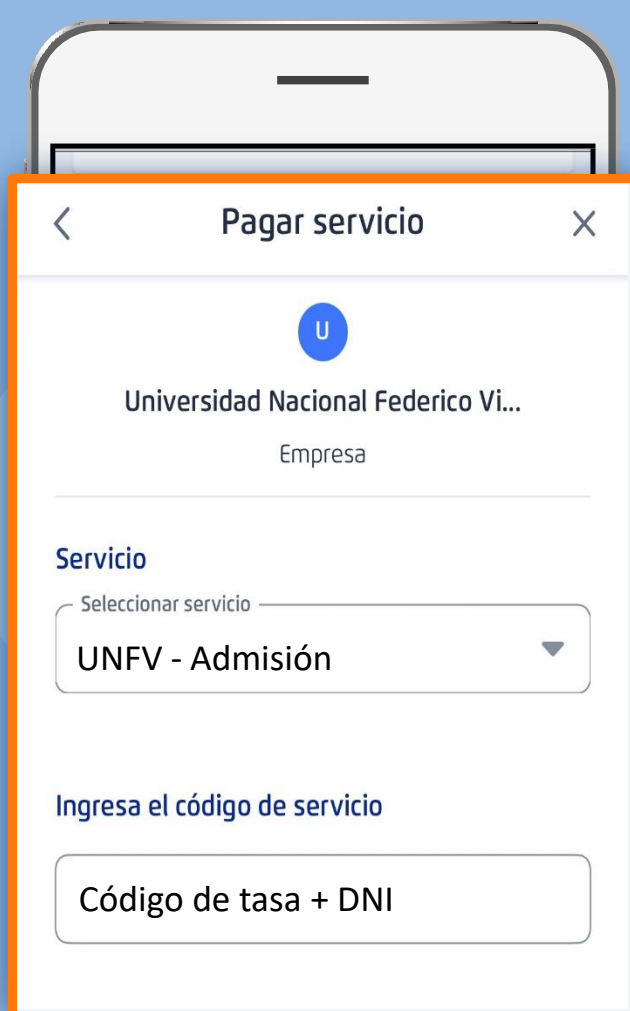 Pagar servicio
U
Universidad Nacional Federico Vi...
Empresa
Servicio
Seleccionar servicio
UNFV - Admisión
Ingresa el código de servicio
Código de tasa + DNI